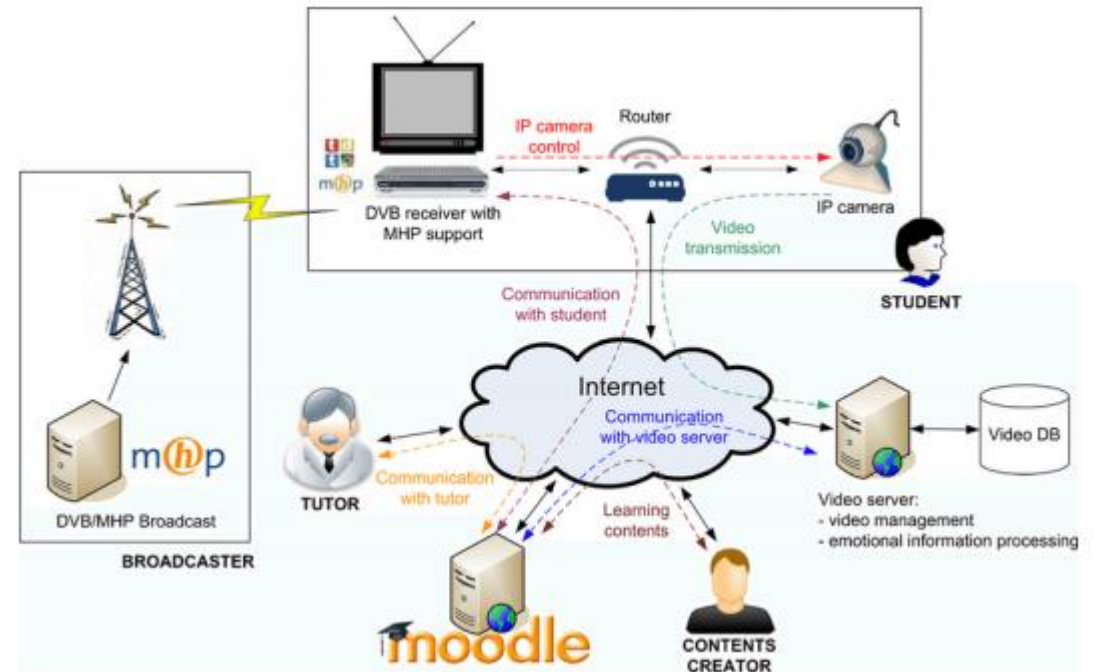 IP camera
control
Router
mhp
DVB receiver with
MHP support
IP camera
Video
transmission
STUDENT
Communication
with student
Internet
Communication
with video server
mhp
DVB/MHP Broadcast
BROADCASTER
TUTOR
Communication
with tutor
Learning
contents
Video DB
Video server:
- video management
- emotional information processing
moodle
CONTENTS
CREATOR